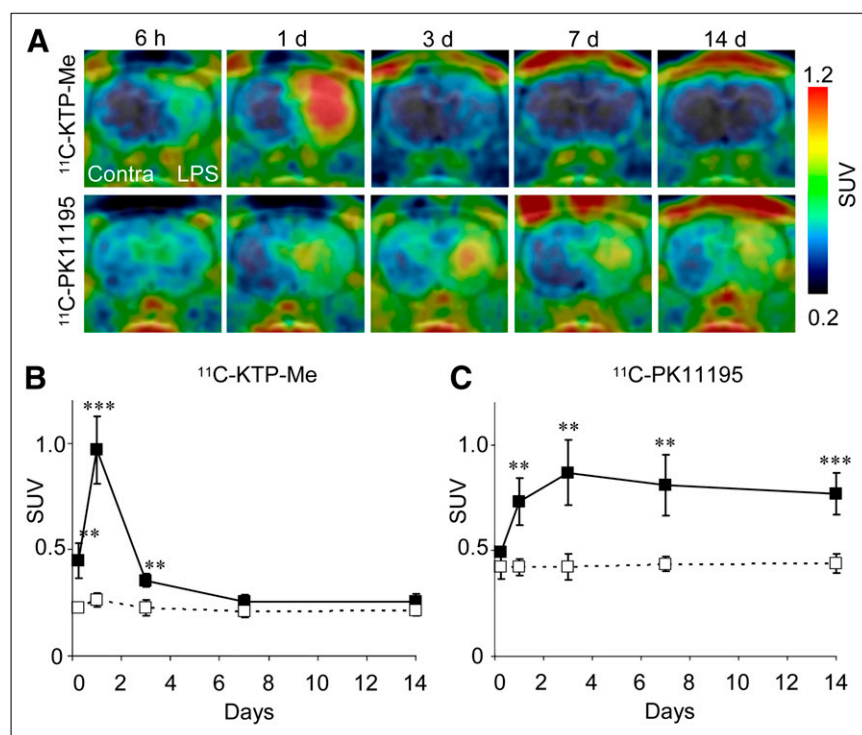 A
6 h 1 d 3 d 7 d 14 d
¹¹C-KTP-Me
Contra LPS
¹¹C-PK11195
1.2
SUV
0.2
B ¹¹C-KTP-Me
SUV
1.0
0.5
0
***
**
**
0 2 4 6 8 10 12 14
Days
C ¹¹C-PK11195
SUV
1.0
0.5
0
**
**
**
***
0 2 4 6 8 10 12 14
Days